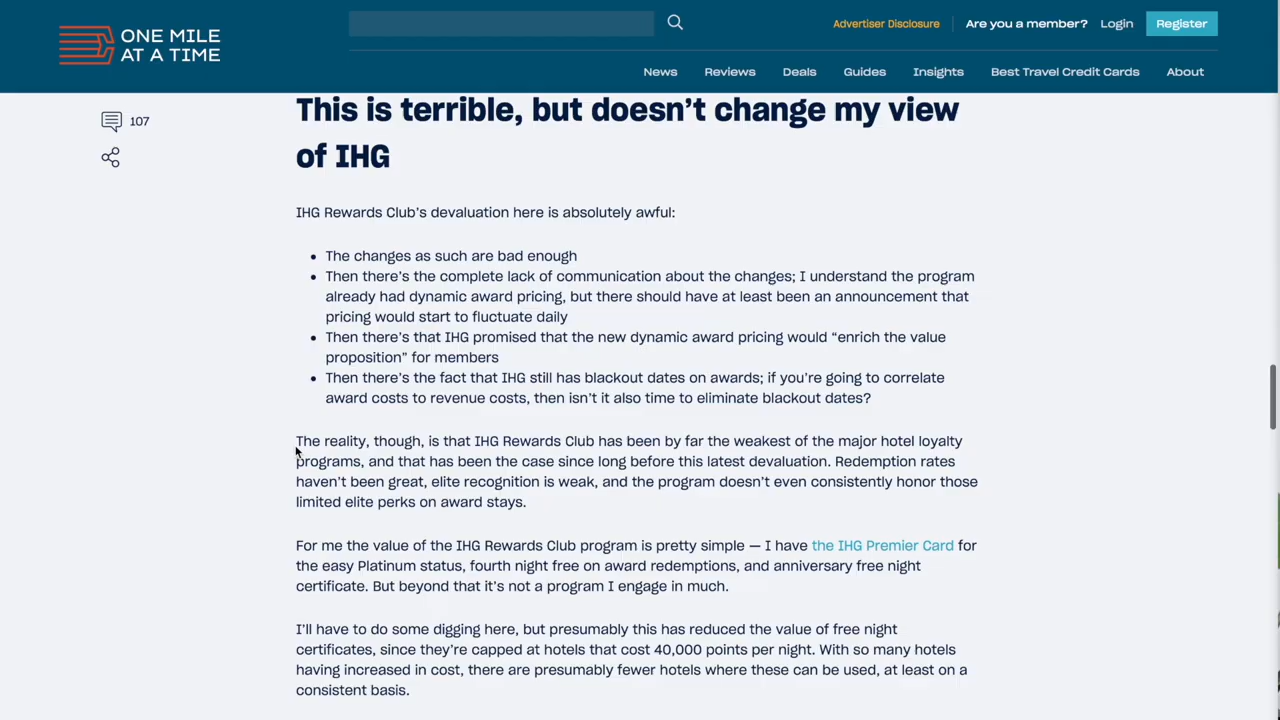 ONE MILE
AT A TIME
Advertiser Disclosure
Are you a member?
Login
Register
News
Reviews
Deals
Guides
Insights
Best Travel Credit Cards
About
107
This is terrible, but doesn’t change my view
of IHG
IHG Rewards Club’s devaluation here is absolutely awful:
• The changes as such are bad enough
• Then there’s the complete lack of communication about the changes; I understand the program
already had dynamic award pricing, but there should have at least been an announcement that
pricing would start to fluctuate daily
• Then there’s that IHG promised that the new dynamic award pricing would “enrich the value
proposition” for members
• Then there’s the fact that IHG still has blackout dates on awards; if you’re going to correlate
award costs to revenue costs, then isn’t it also time to eliminate blackout dates?
The reality, though, is that IHG Rewards Club has been by far the weakest of the major hotel loyalty
programs, and that has been the case since long before this latest devaluation. Redemption rates
haven’t been great, elite recognition is weak, and the program doesn’t even consistently honor those
limited elite perks on award stays.
For me the value of the IHG Rewards Club program is pretty simple — I have the IHG Premier Card for
the easy Platinum status, fourth night free on award redemptions, and anniversary free night
certificate. But beyond that it’s not a program I engage in much.
I’ll have to do some digging here, but presumably this has reduced the value of free night
certificates, since they’re capped at hotels that cost 40,000 points per night. With so many hotels
having increased in cost, there are presumably fewer hotels where these can be used, at least on a
consistent basis.